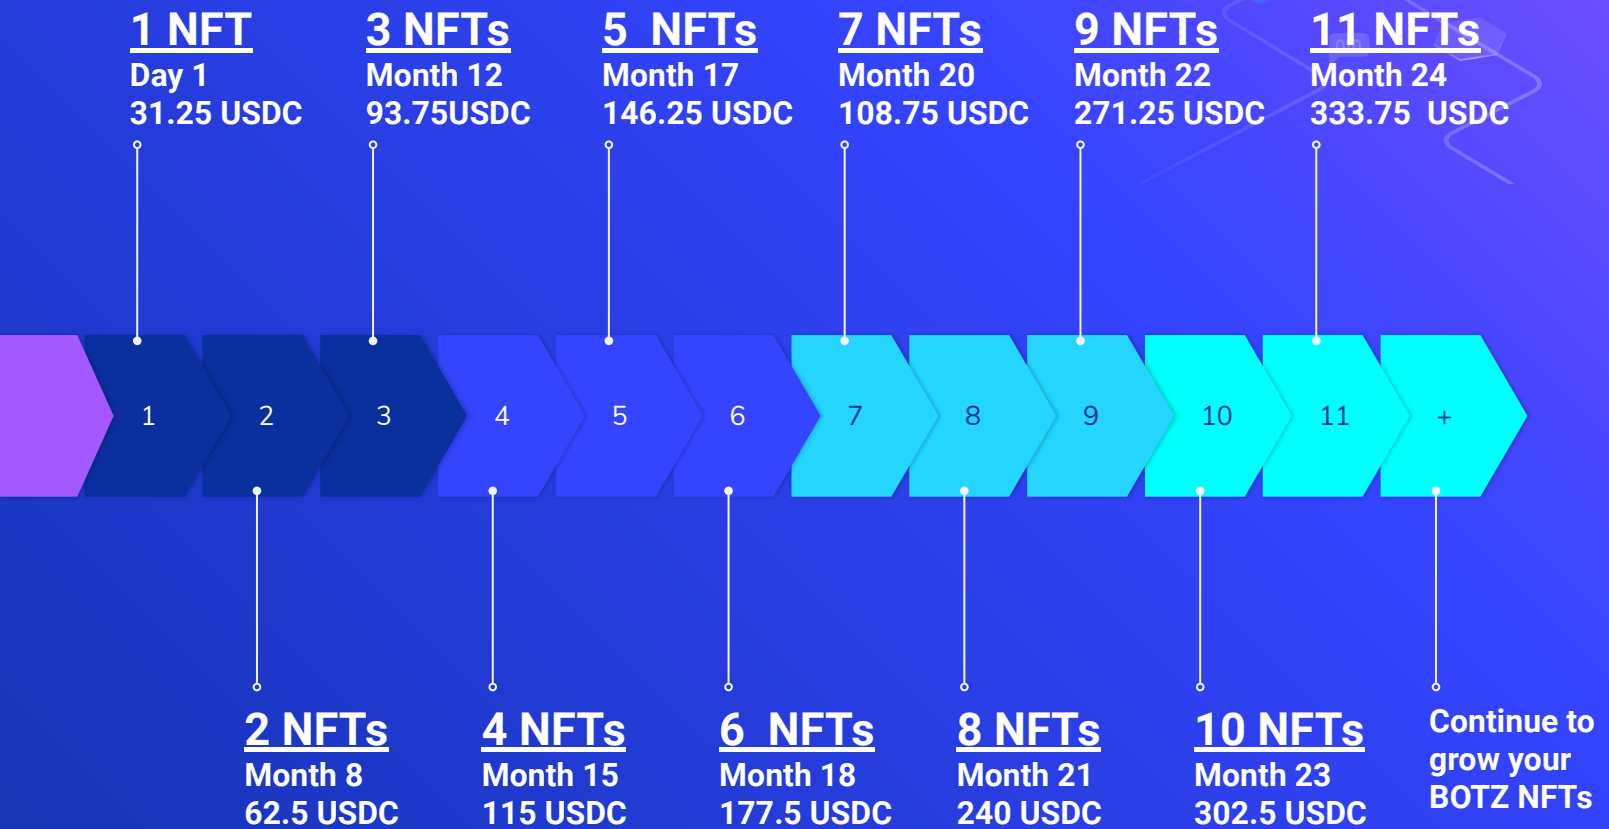 1 NFT
Day 1
31.25 USDC
3 NFTs
Month 12
93.75USDC
5  NFTs
Month 17
146.25 USDC
7 NFTs
Month 20
108.75 USDC
9 NFTs
Month 22
271.25 USDC
11 NFTs
Month 24
333.75  USDC
1
2
3
4
5
6
7
8
9
10
11
+
2 NFTs
Month 8
62.5 USDC
4 NFTs
Month 15
115 USDC
6  NFTs
Month 18
177.5 USDC
8 NFTs
Month 21
240 USDC
10 NFTs
Month 23
302.5 USDC
Continue to
grow your
BOTZ NFTs